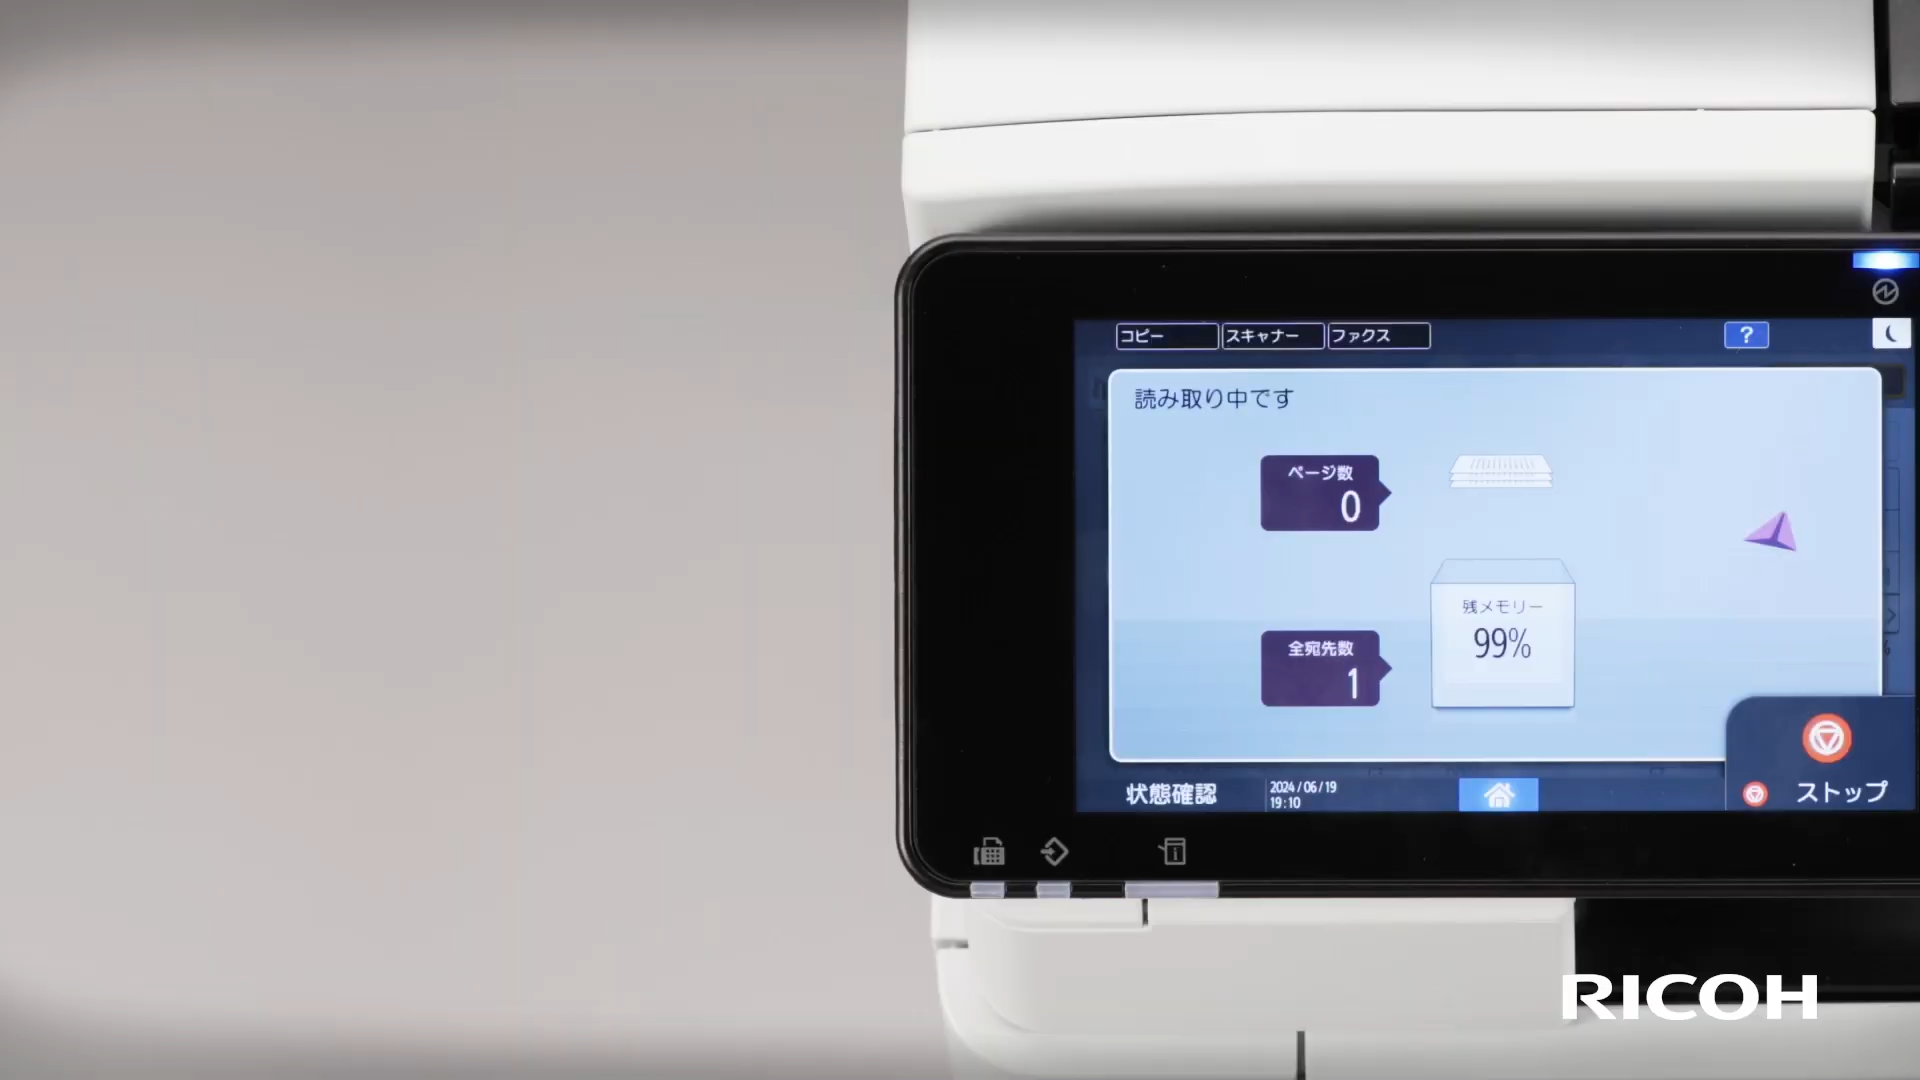 コピー
スキャナー
ファクス
?
読み取り中です
ページ数
0
残メモリー
99%
全宛先数
1
状態確認
2024/06/19
19:10
ストップ
RICOH